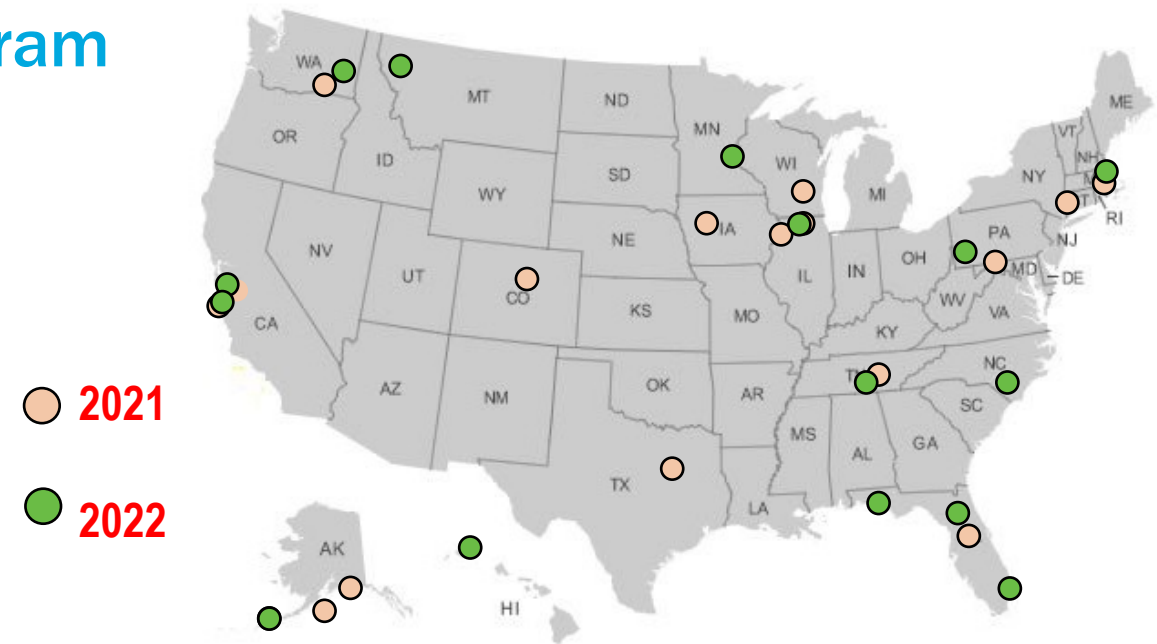 ram
WA
MT
ND
MN
ME
VT
NH
OR
ID
SD
WI
NY
MI
WY
RI
IA
NE
PA
NJ
NV
UT
CO
IL
IN
OH
MD
DE
WV
VA
CA
KS
MO
KY
NC
AZ
NM
OK
AR
TN
SC
MS
AL
GA
TX
LA
2021
2022
AK
HI